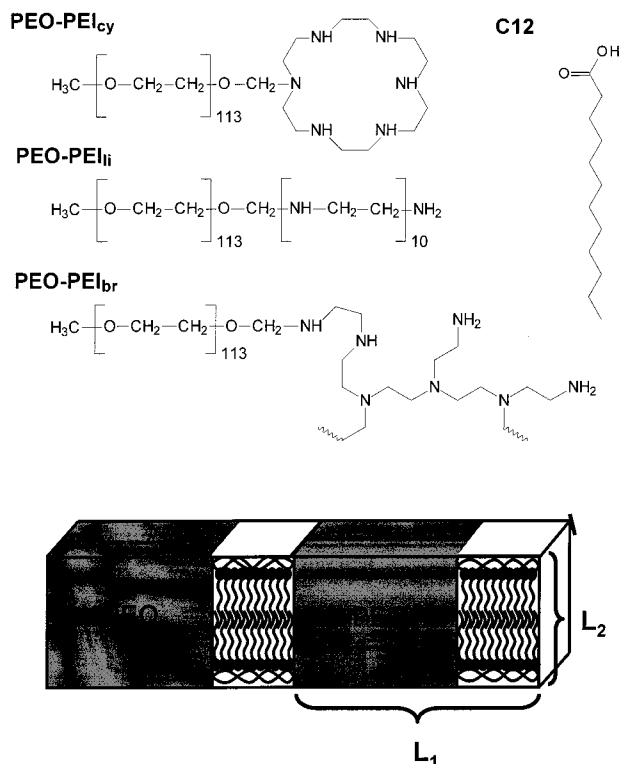 PEO-PEIcy
C12
NH NH
H3C [ O—CH2—CH2 ] O—CH2—N NH
113
NH NH
O OH
PEO-PEIli
H3C [ O—CH2—CH2 ] O—CH2 [ NH—CH2—CH2 ] NH2
113 10
PEO-PEIbr
H3C [ O—CH2—CH2 ] O—CH2—NH
113
NH
NH2
N N N NH2
L2
L1